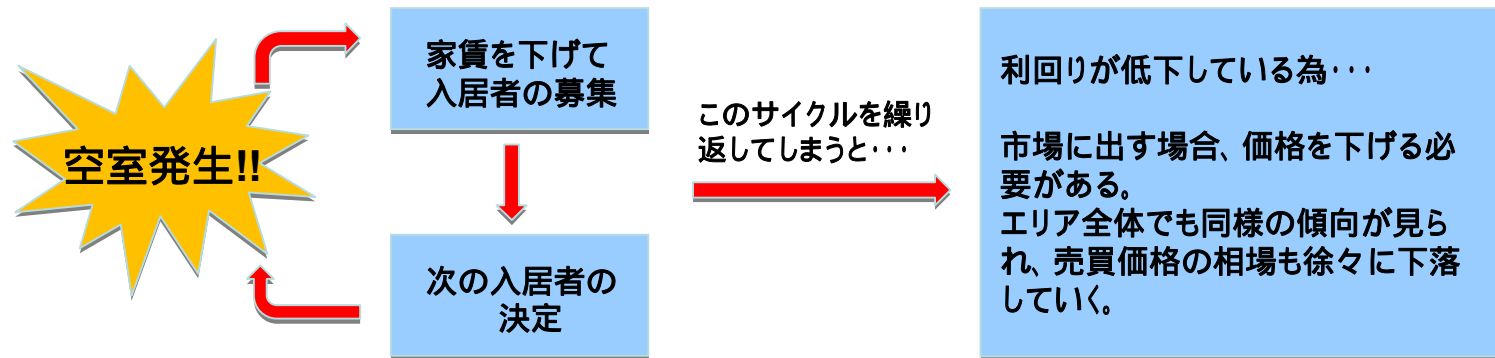 空室発生!!
家賃を下げて
入居者の募集
次の入居者の
決定
このサイクルを繰り
返してしまうと･･･
利回りが低下している為･･･
市場に出す場合、価格を下げる必
要がある。
エリア全体でも同様の傾向が見ら
れ、売買価格の相場も徐々に下落
していく。